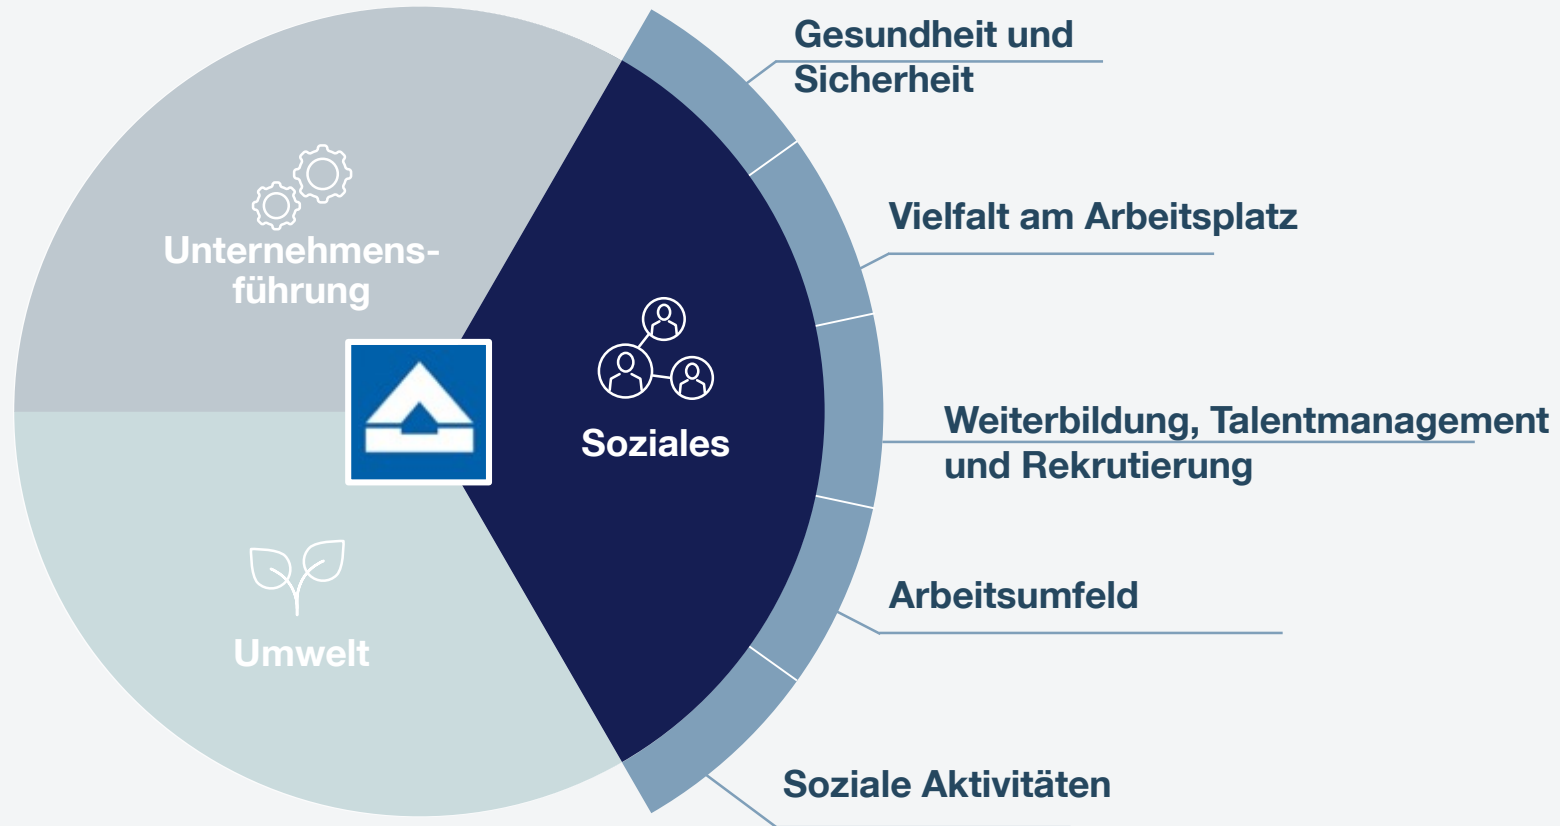 Gesundheit und
Sicherheit
Unternehmens-
führung
Vielfalt am Arbeitsplatz
Soziales
Weiterbildung, Talentmanagement
und Rekrutierung
Umwelt
Arbeitsumfeld
Soziale Aktivitäten